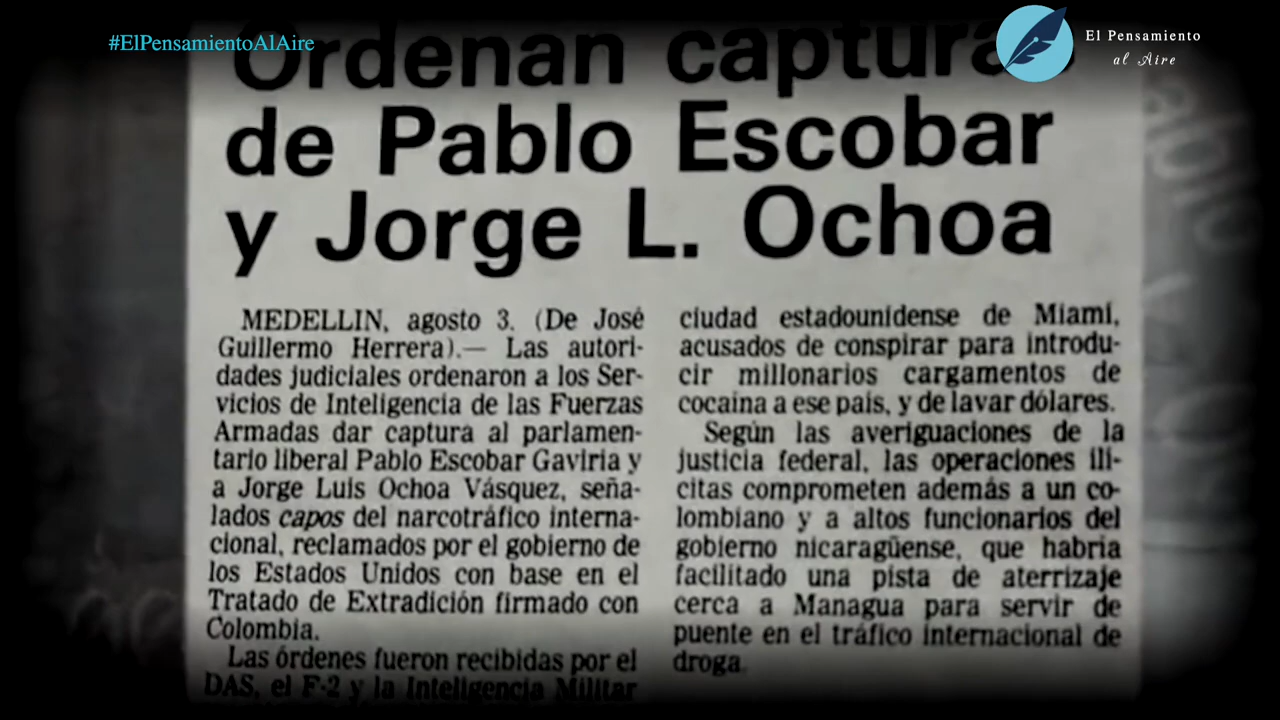 #ElPensamientoAlAire
El Pensamiento
al Aire
Ordenan captura
de Pablo Escobar
y Jorge L. Ochoa
MEDELLIN, agosto 3. (De José
Guillermo Herrera).— Las autori-
dades judiciales ordenaron a los Ser-
vicios de Inteligencia de las Fuerzas
Armadas dar captura al parlamen-
tario liberal Pablo Escobar Gaviria y
a Jorge Luis Ochoa Vásquez, seña-
lados capos del narcotráfico interna-
cional, reclamados por el gobierno de
los Estados Unidos con base en el
Tratado de Extradición firmado con
Colombia.
Las órdenes fueron recibidas por el
DAS, el F-2 y la Inteligencia Militar
ciudad estadounidense de Miami,
acusados de conspirar para introdu-
cir millonarios cargamentos de
cocaína a ese país, y de lavar dólares.
Según las averiguaciones de la
justicia federal, las operaciones ilí-
citas comprometen además a un co-
lombiano y a altos funcionarios del
gobierno nicaragüense, que habría
facilitado una pista de aterrizaje
cerca a Managua para servir de
puente en el tráfico internacional de
droga.